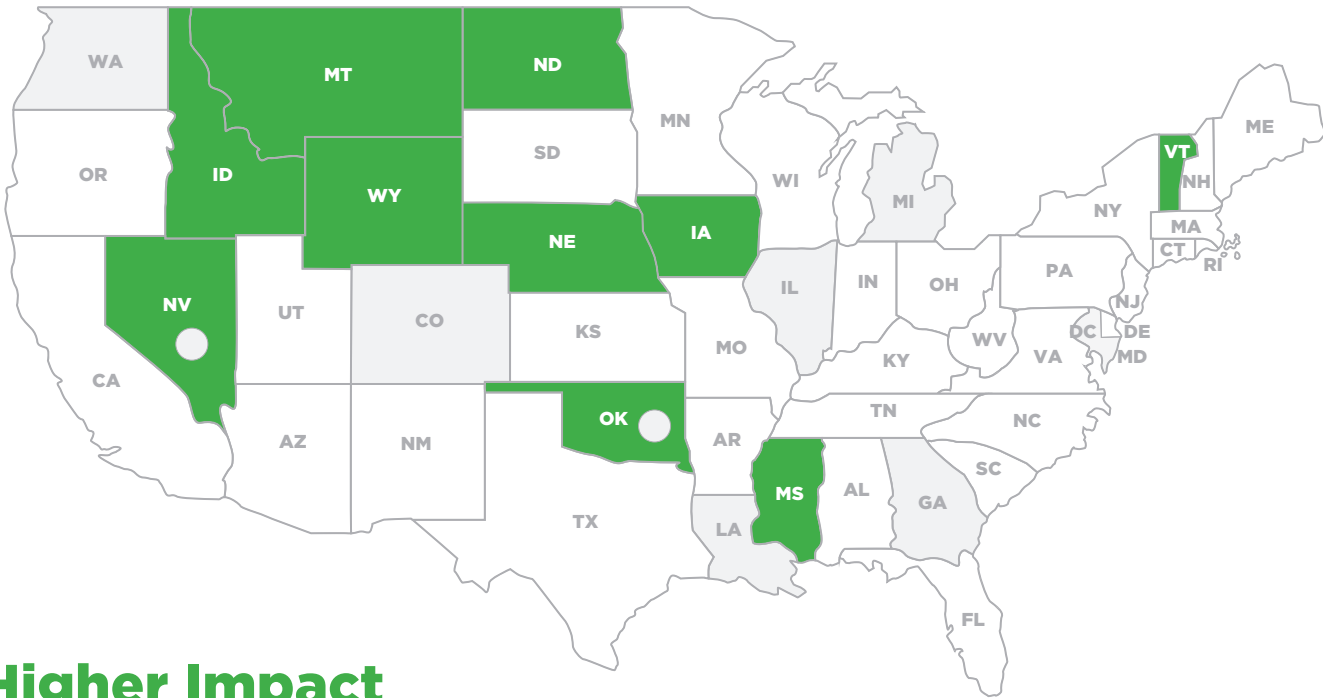 WA
MT
ND
MN
ME
OR
ID
SD
WI
MI
VT
NH
NY
MA
CT
RI
WY
NE
IA
NV
UT
CO
KS
IL
IN
OH
PA
NJ
DC
DE
MD
WV
VA
CA
MO
KY
AZ
NM
OK
AR
TN
NC
SC
TX
LA
MS
AL
GA
FL
Higher Impact